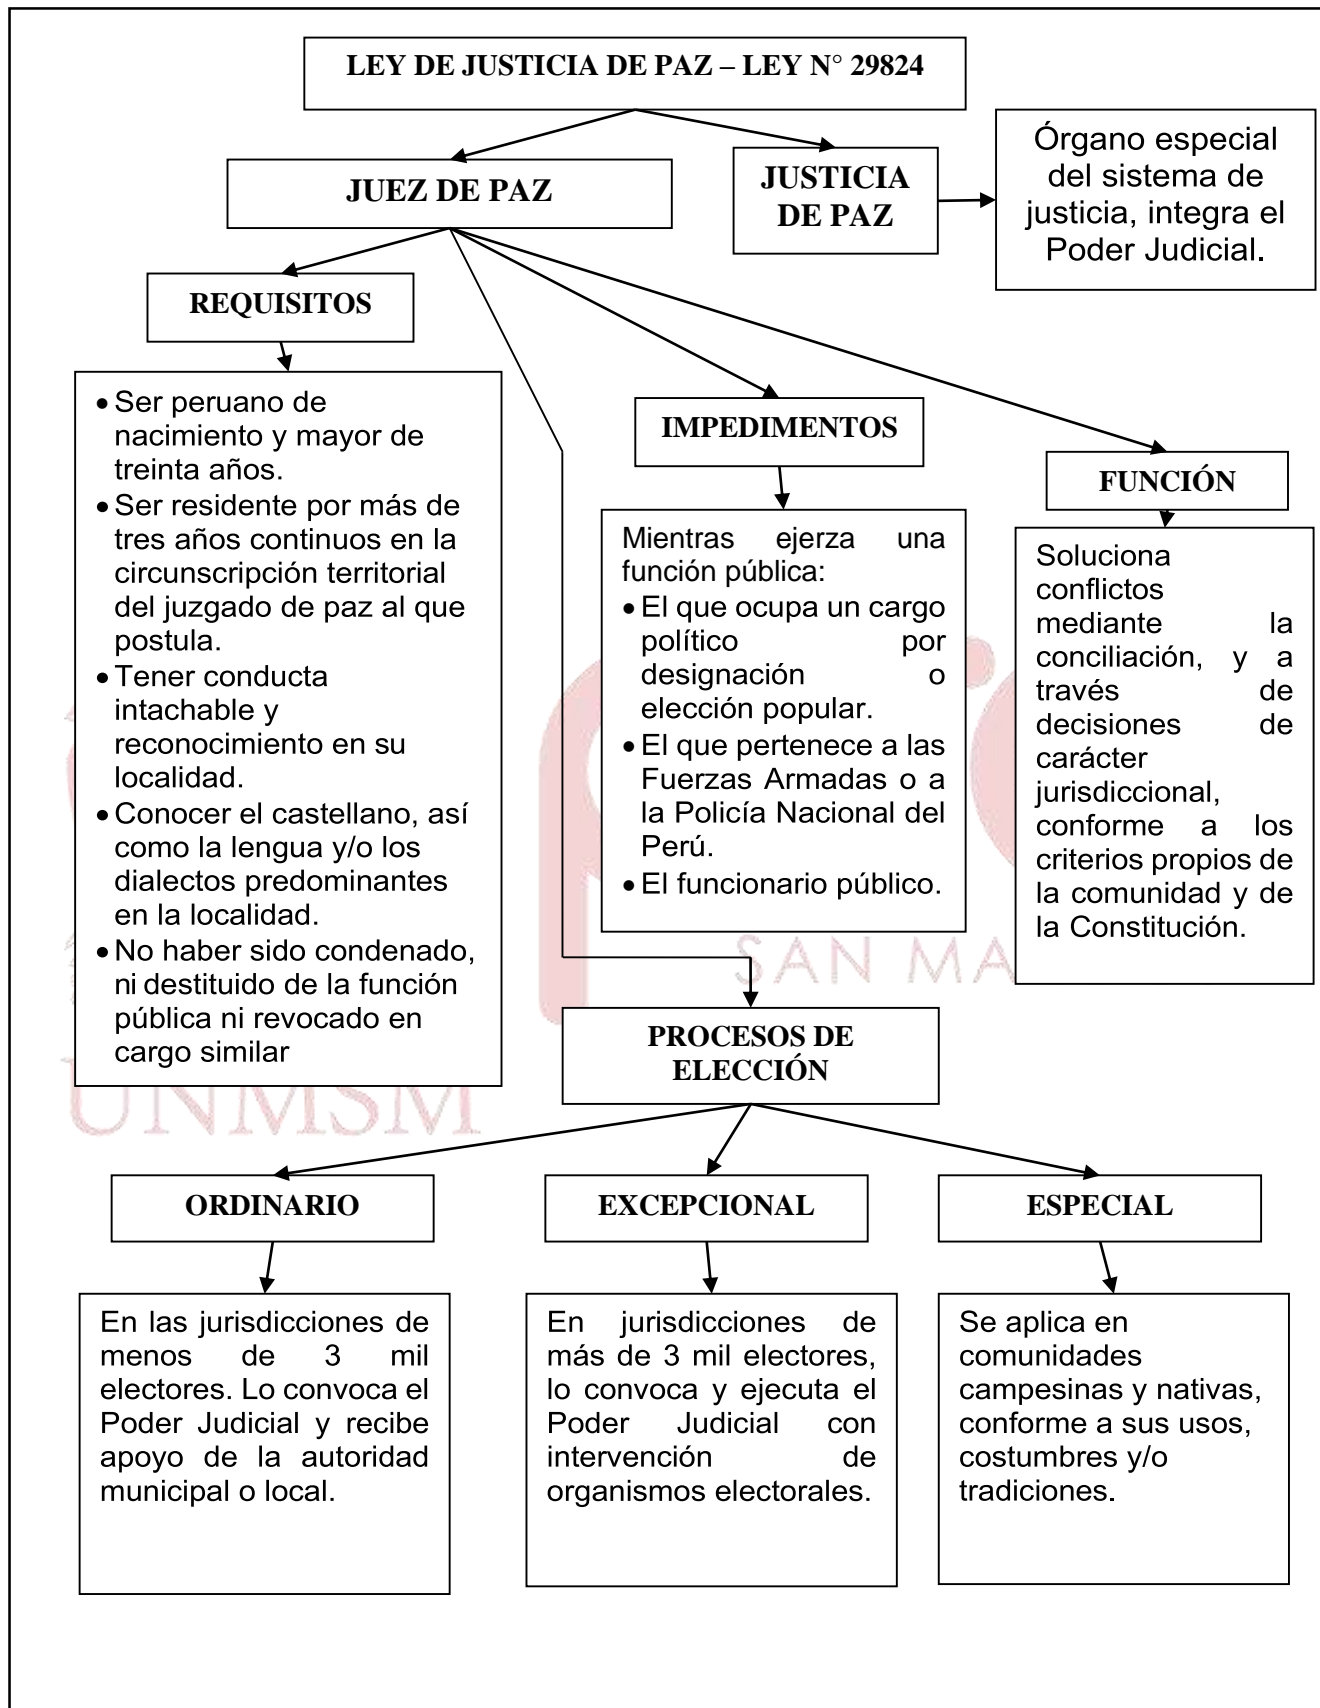 LEY DE JUSTICIA DE PAZ – LEY N° 29824
JUEZ DE PAZ
JUSTICIA
DE PAZ
Órgano especial
del sistema de
justicia, integra el
Poder Judicial.
REQUISITOS
• Ser peruano de
nacimiento y mayor de
treinta años.
• Ser residente por más de
tres años continuos en la
circunscripción territorial
del juzgado de paz al que
postula.
• Tener conducta
intachable y
reconocimiento en su
localidad.
• Conocer el castellano, así
como la lengua y/o los
dialectos predominantes
en la localidad.
• No haber sido condenado,
ni destituido de la función
pública ni revocado en
cargo similar
IMPEDIMENTOS
Mientras ejerza una
función pública:
• El que ocupa un cargo
político por
designación o
elección popular.
• El que pertenece a las
Fuerzas Armadas o a
la Policía Nacional del
Perú.
• El funcionario público.
FUNCIÓN
Soluciona
conflictos
mediante la
conciliación, y a
través de
decisiones de
carácter
jurisdiccional,
conforme a los
criterios propios de
la comunidad y de
la Constitución.
SAN MA
UNMSM
PROCESOS DE
ELECCIÓN
ORDINARIO
En las jurisdicciones de
menos de 3 mil
electores. Lo convoca el
Poder Judicial y recibe
apoyo de la autoridad
municipal o local.
EXCEPCIONAL
En jurisdicciones de
más de 3 mil electores,
lo convoca y ejecuta el
Poder Judicial con
intervención de
organismos electorales.
ESPECIAL
Se aplica en
comunidades
campesinas y nativas,
conforme a sus usos,
costumbres y/o
tradiciones.